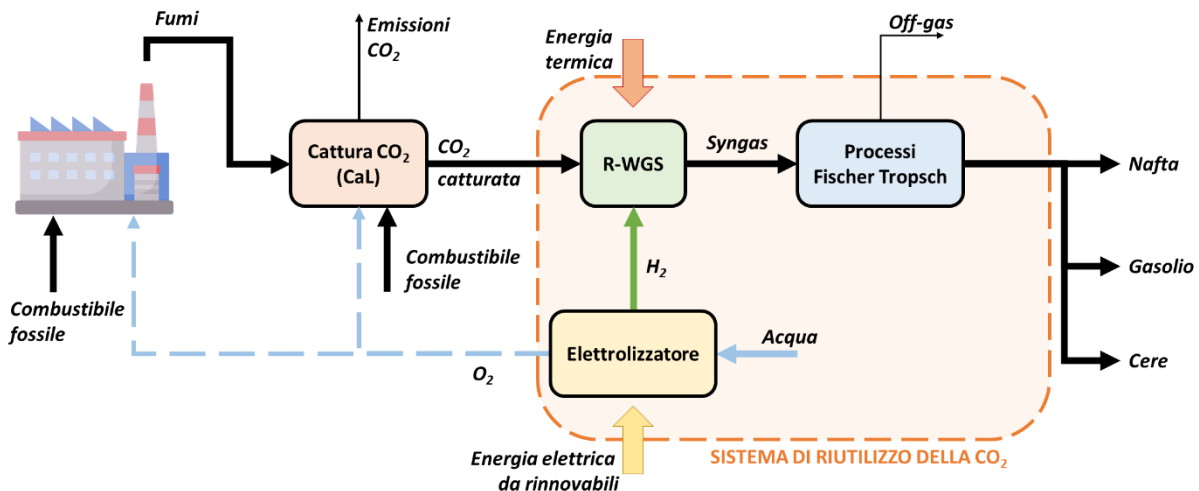 Fumi
Emissioni
CO₂
Energia
termica
Off-gas
Cattura CO₂
(CaL)
CO₂
catturata
R-WGS
Syngas
Processi
Fischer Tropsch
Nafta
Gasolio
Cere
Combustibile
fossile
Combustibile
fossile
H₂
O₂
Elettrolizzatore
Acqua
Energia elettrica
da rinnovabili
SISTEMA DI RIUTILIZZO DELLA CO₂